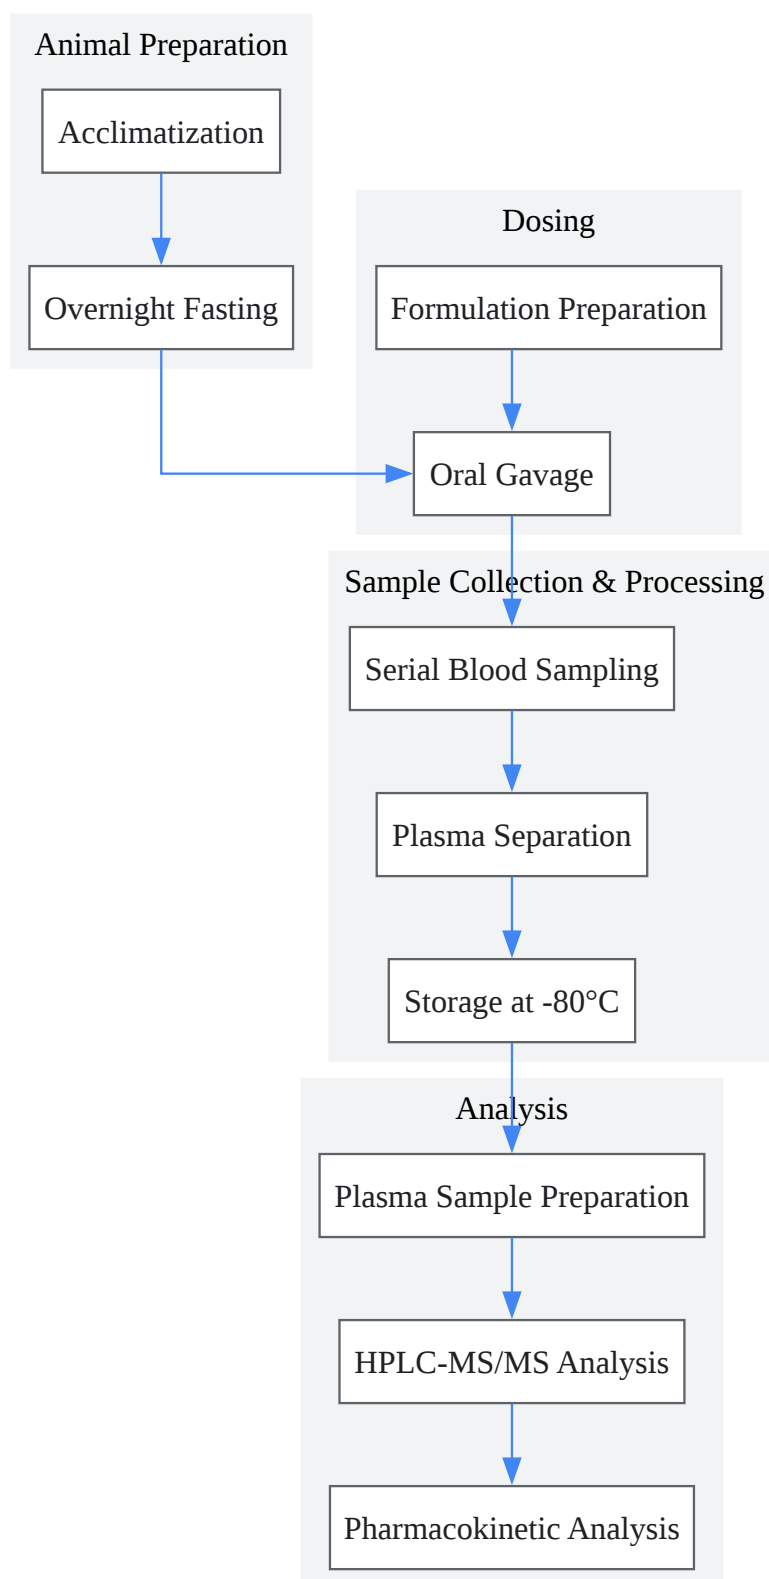 Animal Preparation
Acclimatization
Overnight Fasting
Dosing
Formulation Preparation
Oral Gavage
Sample Collection & Processing
Serial Blood Sampling
Plasma Separation
Storage at -80°C
Analysis
Plasma Sample Preparation
HPLC-MS/MS Analysis
Pharmacokinetic Analysis